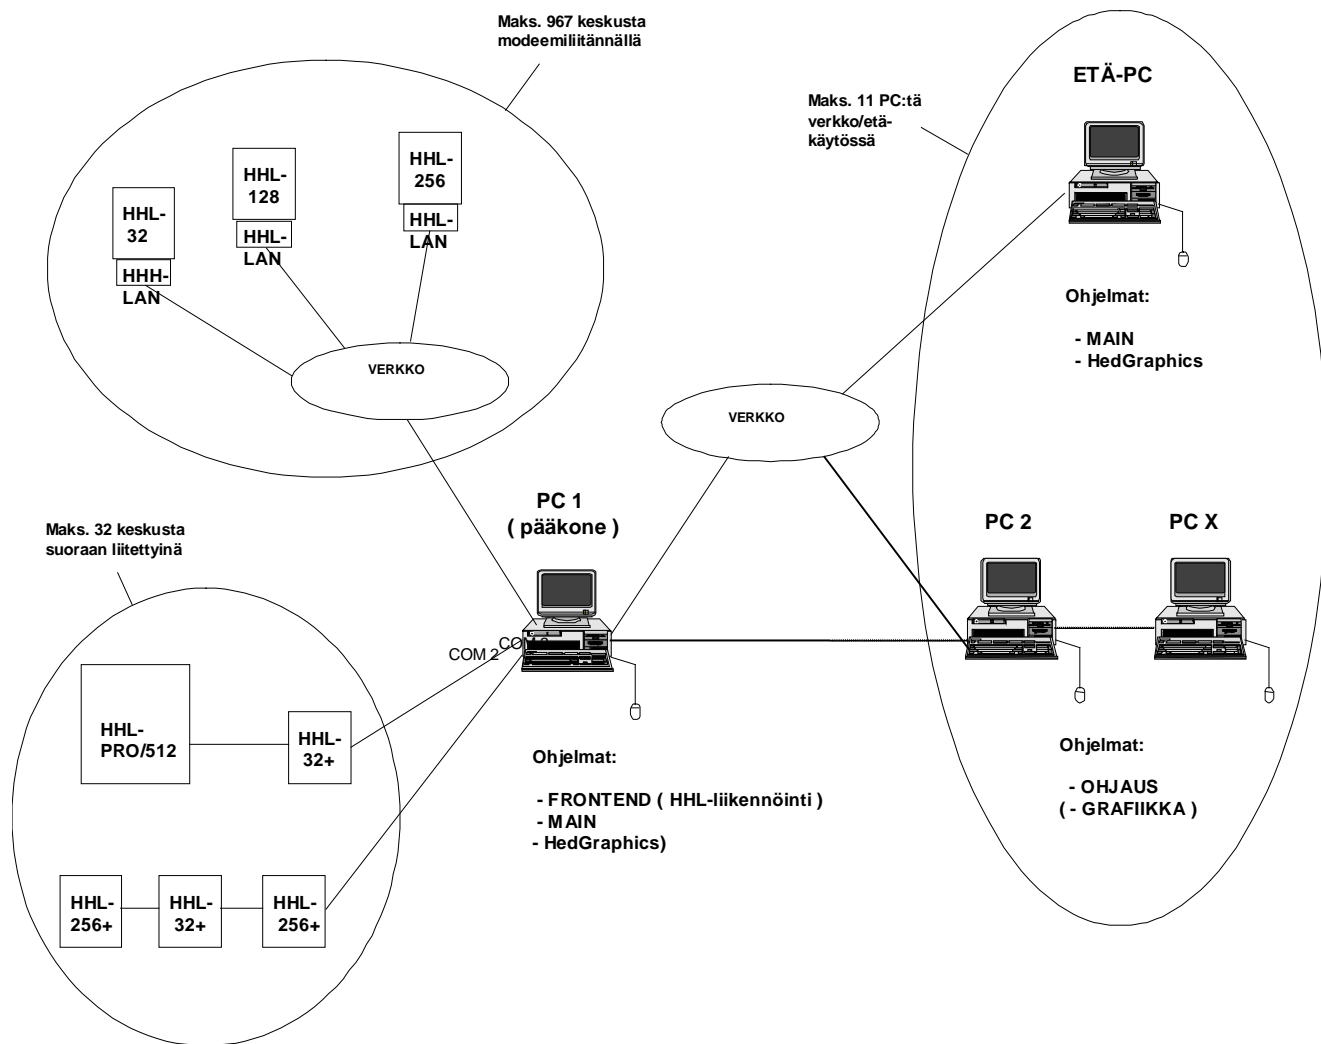 Maks. 967 keskusta
modeemiliitännällä
ETÄ-PC
Maks. 11 PC:tä
verkko/etä-
käytössä
HHL-
256
HHL-
LAN
HHL-
128
HHL-
LAN
HHL-
32
HHH-
LAN
VERKKO
Ohjelmat:
- MAIN
- HedGraphics
VERKKO
PC 1
( pääkone )
PC 2
PC X
Maks. 32 keskusta
suoraan liitettyinä
COM
COM 2
HHL-
PRO/512
HHL-
32+
Ohjelmat:
- FRONTEND ( HHL-liikennöinti )
- MAIN
- HedGraphics)
Ohjelmat:
- OHJAUS
( - GRAFIIKKA )
HHL-
256+
HHL-
32+
HHL-
256+